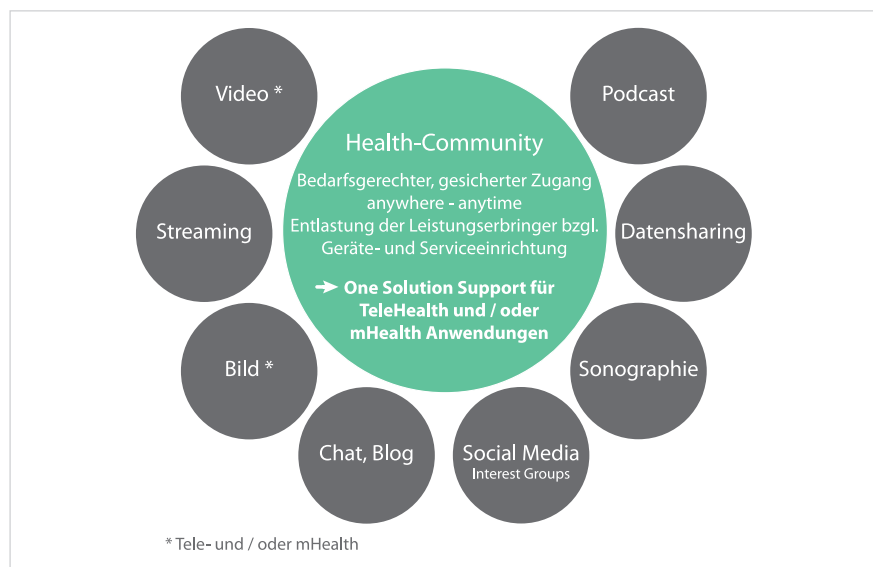 Video *
Podcast
Health-Community
Bedarfsgerechter, gesicherter Zugang
anywhere - anytime
Entlastung der Leistungserbringer bzgl.
Geräte- und Serviceeinrichtung
→ One Solution Support für
TeleHealth und / oder
mHealth Anwendungen
Streaming
Datensharing
Bild *
Sonographie
Chat, Blog
Social Media
Interest Groups
* Tele- und / oder mHealth